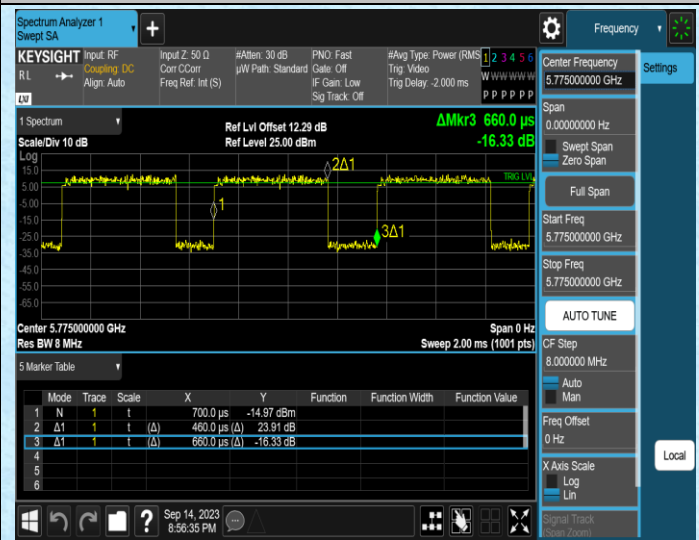 Spectrum Analyzer 1
Swept SA
+
Frequency
KEYSIGHT
RL
LXI
Input: RF
Coupling: DC
Align: Auto
Input Z: 50 Ω
Corr CCorr
Freq Ref: Int (S)
#Atten: 30 dB
µW Path: Standard
PNO: Fast
Gate: Off
IF Gain: Low
Sig Track: Off
#Avg Type: Power (RMS
Trig: Video
Trig Delay: -2.000 ms
1 2 3 4 5 6
W W W W W W
P P P P P P
1 Spectrum
Scale/Div 10 dB
Ref Lvl Offset 12.29 dB
Ref Level 25.00 dBm
ΔMkr3 660.0 µs
-16.33 dB
Log
15.0
5.00
-5.00
-15.0
-25.0
-35.0
-45.0
-55.0
-65.0
2Δ1
TRIG LVL
1
3Δ1
Center 5.775000000 GHz
Res BW 8 MHz
Span 0 Hz
Sweep 2.00 ms (1001 pts)
5 Marker Table
Mode Trace Scale X Y Function Function Width Function Value
1 N 1 t 700.0 µs -14.97 dBm
2 Δ1 1 t (Δ) 460.0 µs (Δ) 23.91 dB
3 Δ1 1 t (Δ) 660.0 µs (Δ) -16.33 dB
4
5
6
?
Sep 14, 2023
8:56:35 PM
Center Frequency
5.775000000 GHz
Span
0.00000000 Hz
Swept Span
Zero Span
Full Span
Start Freq
5.775000000 GHz
Stop Freq
5.775000000 GHz
AUTO TUNE
CF Step
8.000000 MHz
Auto
Man
Freq Offset
0 Hz
X Axis Scale
Log
Lin
Signal Track
(Span Zoom)
Settings
Local